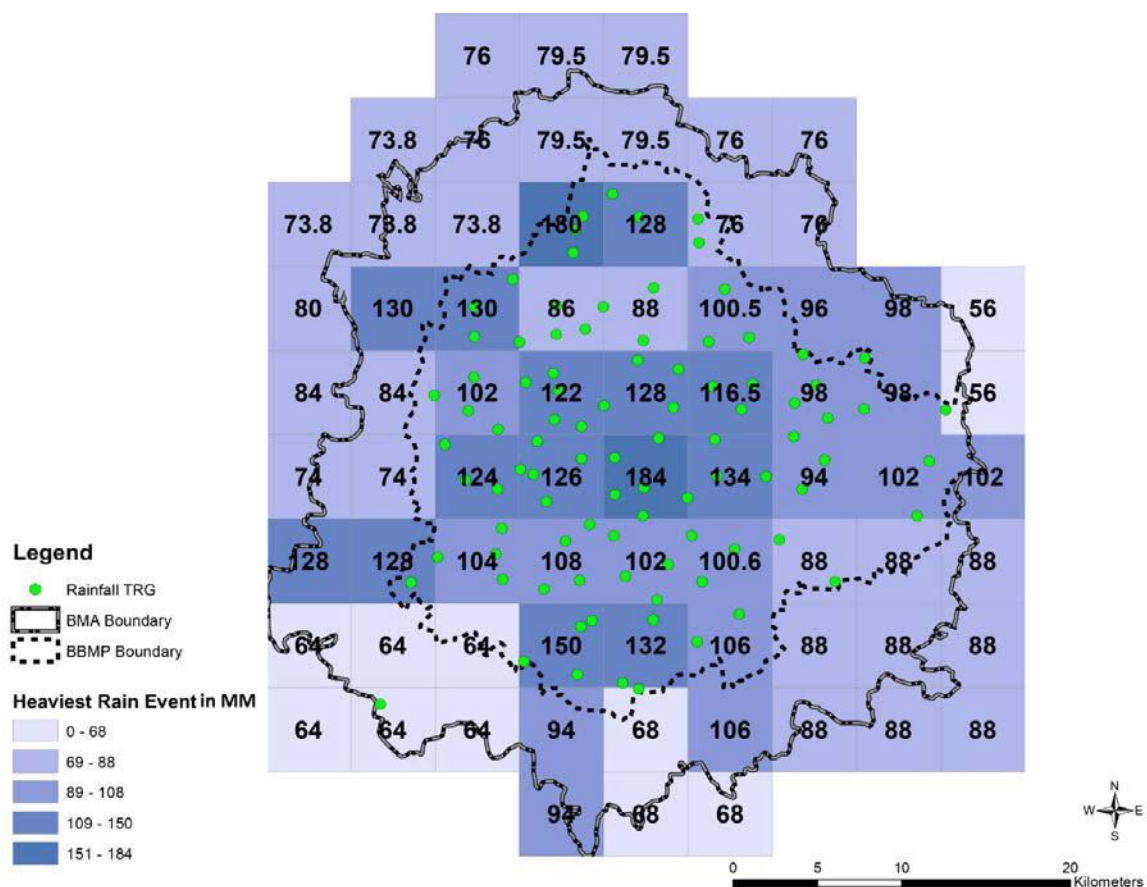 76 79.5 79.5
73.8 76 79.5 79.5 76 76
73.8 73.8 73.8 180 128 76 76
80 130 130 86 88 100.5 96 98 56
84 84 102 122 128 116.5 98 98 56
74 74 124 126 184 134 94 102 102
128 128 104 108 102 100.6 88 88 88
64 64 64 150 132 106 88 88 88
64 64 64 94 68 106 88 88 88
94 68 68
Legend
Rainfall TRG
BMA Boundary
BBMP Boundary
Heaviest Rain Event in MM
0 - 68
69 - 88
89 - 108
109 - 150
151 - 184
N
W E
S
0 5 10 20
Kilometers